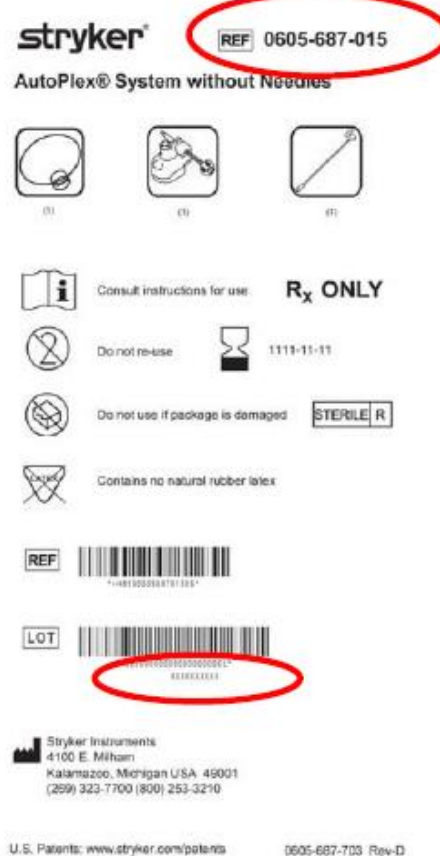 stryker®
REF 0605-687-015
AutoPlex® System without Needles
(1)
Consult instructions for use
Rx ONLY
Do not re-use
1111-11-11
Do not use if package is damaged
STERILE R
LATEX
Contains no natural rubber latex
REF
LOT
XXXXXXXXXX
Stryker Instruments
4100 E. Milham
Kalamazoo, Michigan USA 49001
(269) 323-7700 (800) 253-3210
U.S. Patents: www.stryker.com/patents
0605-687-703 Rev-D